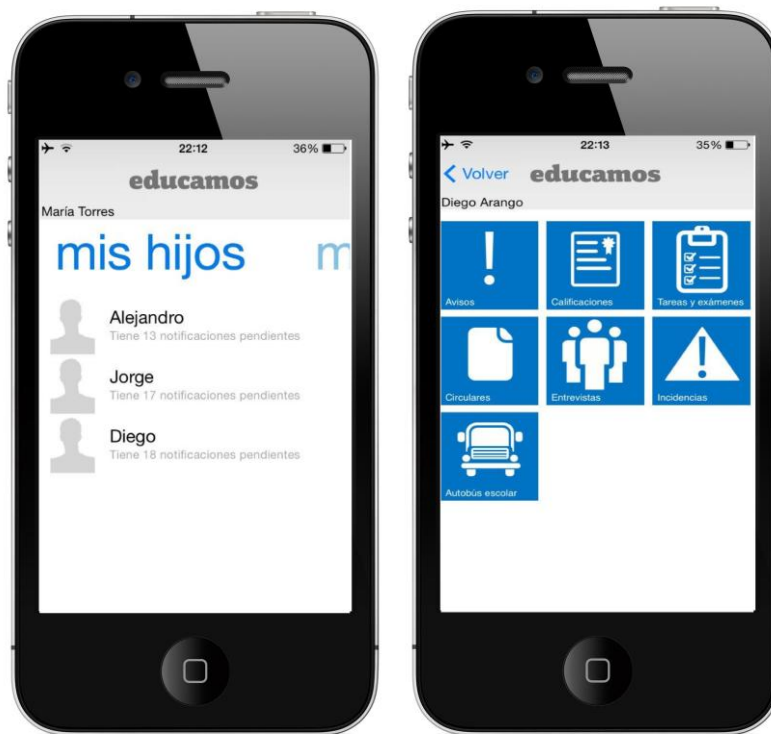 22:12
36%
educamos
María Torres
mis hijos m
Alejandro
Tiene 13 notificaciones pendientes
Jorge
Tiene 17 notificaciones pendientes
Diego
Tiene 18 notificaciones pendientes
22:13
35%
Volver
educamos
Diego Arango
Avisos
Calificaciones
Tareas y exámenes
Circulares
Entrevistas
Incidencias
Autobús escolar